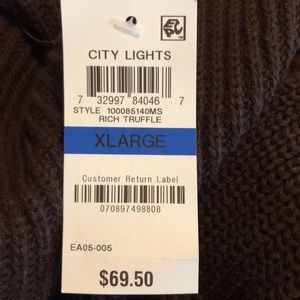 CITY LIGHTS
7 32997 84046 7
STYLE 100085140MS
RICH TRUFFLE
XLARGE
Customer Return Label
070897498808
EA05-005
$69.50